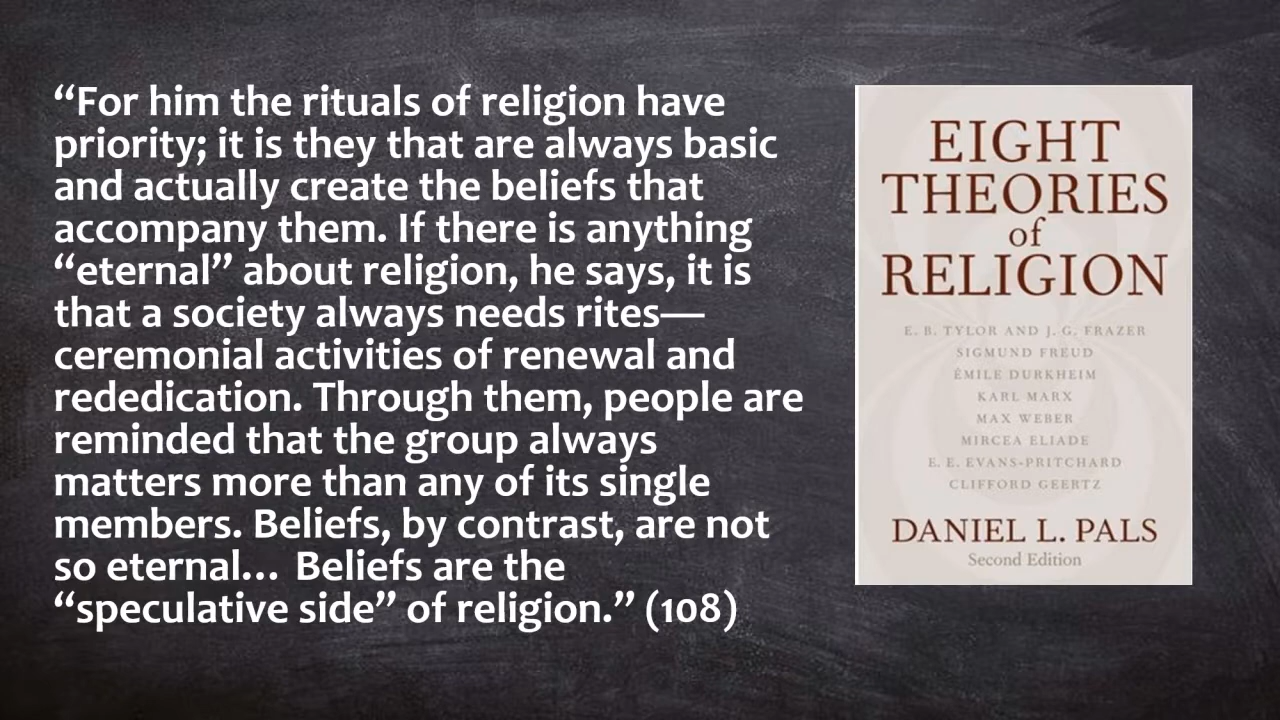 “For him the rituals of religion have
priority; it is they that are always basic
and actually create the beliefs that
accompany them. If there is anything
“eternal” about religion, he says, it is
that a society always needs rites—
ceremonial activities of renewal and
rededication. Through them, people are
reminded that the group always
matters more than any of its single
members. Beliefs, by contrast, are not
so eternal… Beliefs are the
“speculative side” of religion.” (108)
EIGHT
THEORIES
of
RELIGION
E. B. TYLOR AND J. G. FRAZER
SIGMUND FREUD
ÉMILE DURKHEIM
KARL MARX
MAX WEBER
MIRCEA ELIADE
E. E. EVANS-PRITCHARD
CLIFFORD GEERTZ
DANIEL L. PALS
Second Edition